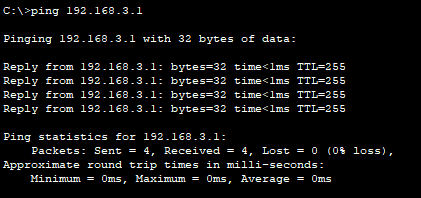 C:\>ping 192.168.3.1
Pinging 192.168.3.1 with 32 bytes of data:
Reply from 192.168.3.1: bytes=32 time<1ms TTL=255
Reply from 192.168.3.1: bytes=32 time<1ms TTL=255
Reply from 192.168.3.1: bytes=32 time<1ms TTL=255
Reply from 192.168.3.1: bytes=32 time<1ms TTL=255
Ping statistics for 192.168.3.1:
    Packets: Sent = 4, Received = 4, Lost = 0 (0% loss),
Approximate round trip times in milli-seconds:
    Minimum = 0ms, Maximum = 0ms, Average = 0ms